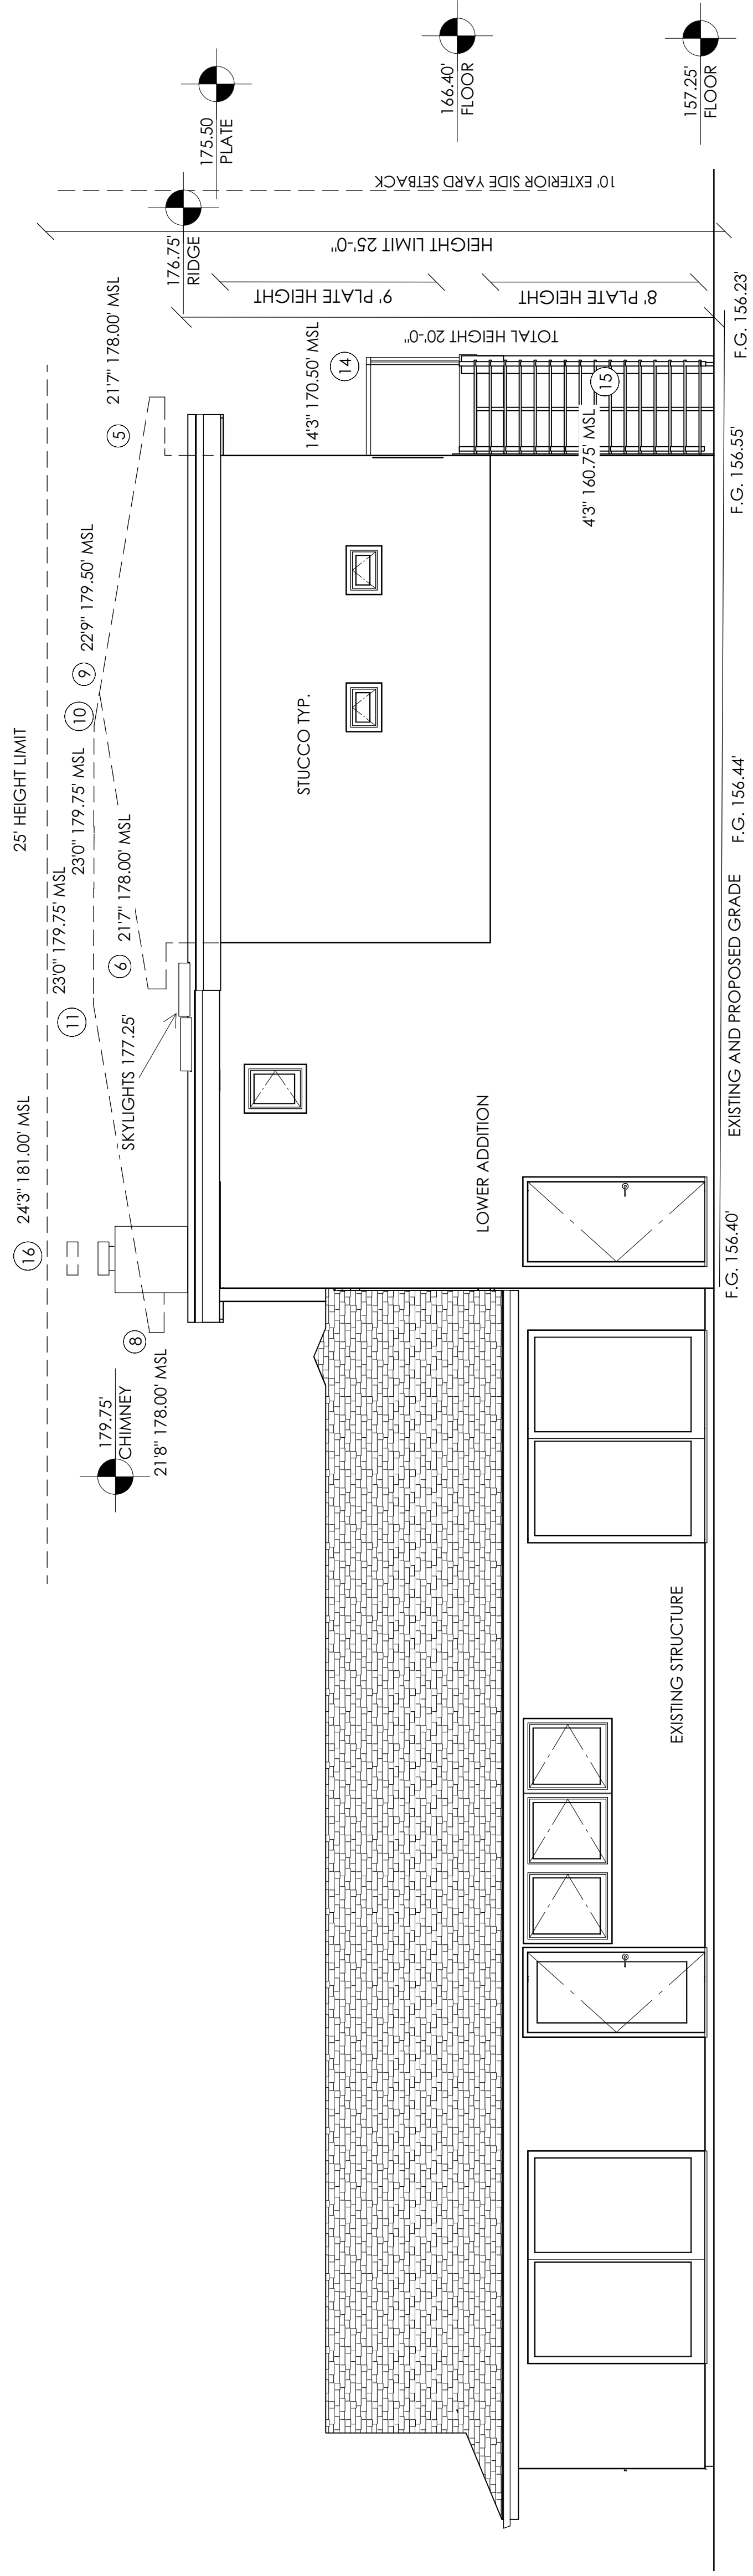 25' HEIGHT LIMIT
16
24'3" 181.00' MSL
11
23'0" 179.75' MSL
10
23'0" 179.75' MSL
9
22'9" 179.50' MSL
5
21'7" 178.00' MSL
6
21'7" 178.00' MSL
8
21'8" 178.00' MSL
179.75'
CHIMNEY
SKYLIGHTS 177.25'
176.75'
RIDGE
175.50
PLATE
166.40'
FLOOR
157.25'
FLOOR
10' EXTERIOR SIDE YARD SETBACK
HEIGHT LIMIT 25'-0"
9' PLATE HEIGHT
8' PLATE HEIGHT
TOTAL HEIGHT 20'-0"
14'3" 170.50' MSL
14
STUCCO TYP.
4'3" 160.75' MSL
15
LOWER ADDITION
EXISTING STRUCTURE
F.G. 156.40'
EXISTING AND PROPOSED GRADE
F.G. 156.44'
F.G. 156.55'
F.G. 156.23'